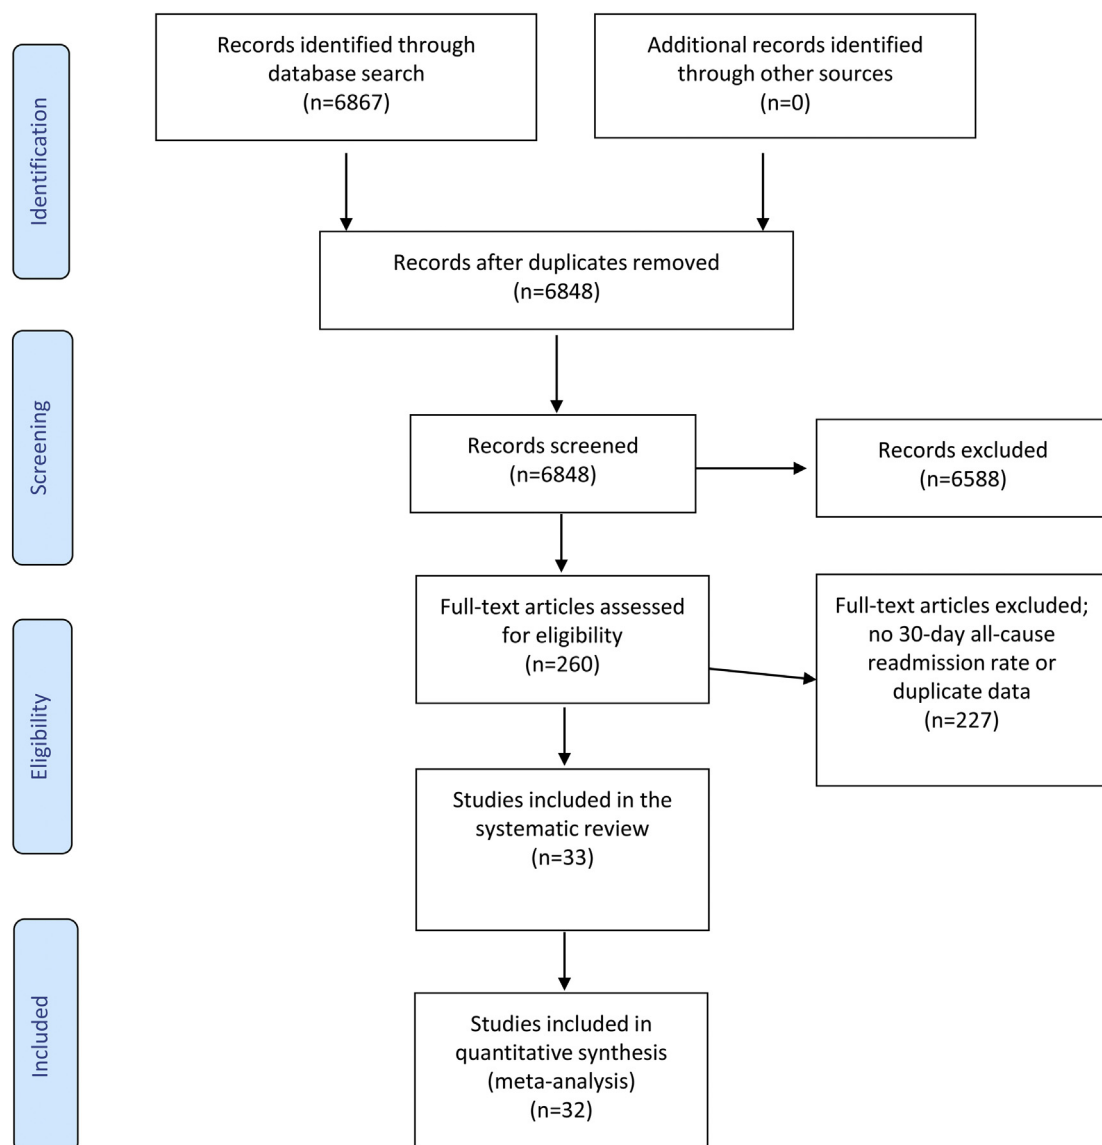 Identification
Records identified through
database search
(n=6867)
Additional records identified
through other sources
(n=0)
Records after duplicates removed
(n=6848)
Screening
Records screened
(n=6848)
Records excluded
(n=6588)
Eligibility
Full-text articles assessed
for eligibility
(n=260)
Full-text articles excluded;
no 30-day all-cause
readmission rate or
duplicate data
(n=227)
Studies included in the
systematic review
(n=33)
Included
Studies included in
quantitative synthesis
(meta-analysis)
(n=32)